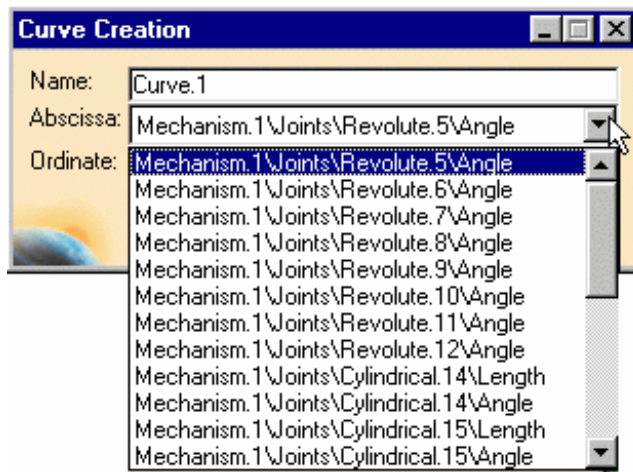 Curve Creation
Name: Curve.1
Abscissa: Mechanism.1\Joints\Revolute.5\Angle
Ordinate: Mechanism.1\Joints\Revolute.5\Angle
Mechanism.1\Joints\Revolute.6\Angle
Mechanism.1\Joints\Revolute.7\Angle
Mechanism.1\Joints\Revolute.8\Angle
Mechanism.1\Joints\Revolute.9\Angle
Mechanism.1\Joints\Revolute.10\Angle
Mechanism.1\Joints\Revolute.11\Angle
Mechanism.1\Joints\Revolute.12\Angle
Mechanism.1\Joints\Cylindrical.14\Length
Mechanism.1\Joints\Cylindrical.14\Angle
Mechanism.1\Joints\Cylindrical.15\Length
Mechanism.1\Joints\Cylindrical.15\Angle